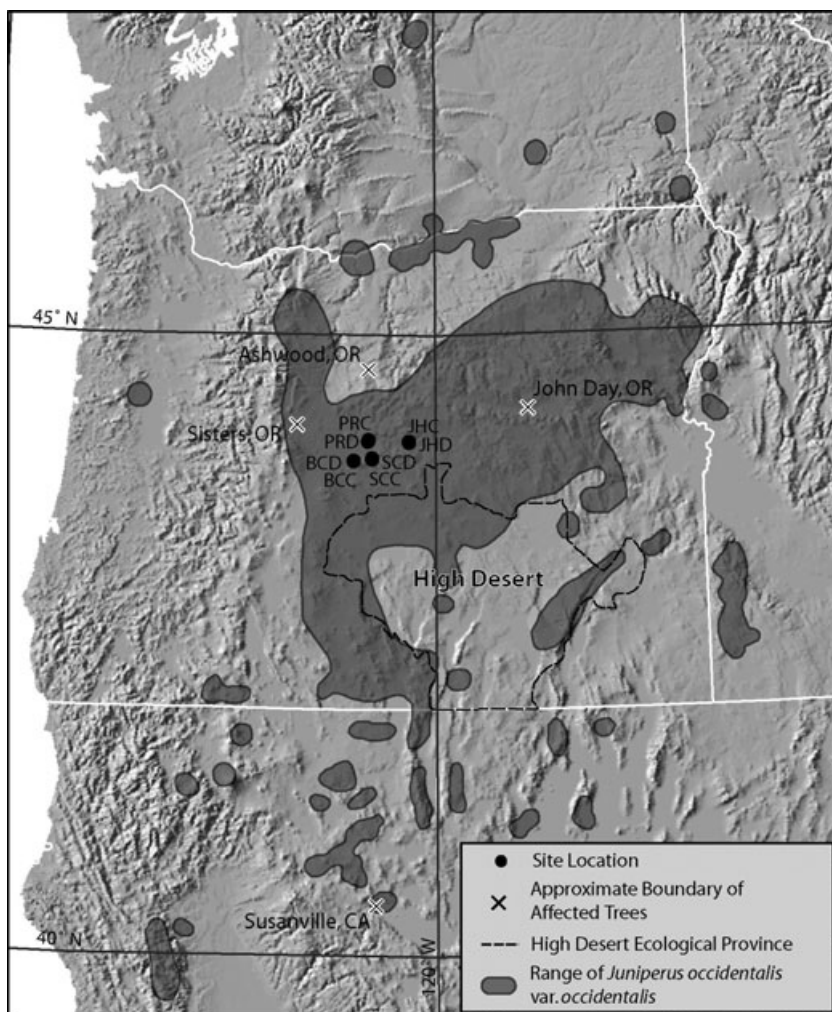 45° N
Ashwood, OR
John Day, OR
Sisters, OR
PRC
JHC
PRD
JHD
BCD
SCD
BCC
SCC
High Desert
Susanville, CA
40° N
120° W
Site Location
Approximate Boundary of
Affected Trees
High Desert Ecological Province
Range of Juniperus occidentalis
var. occidentalis